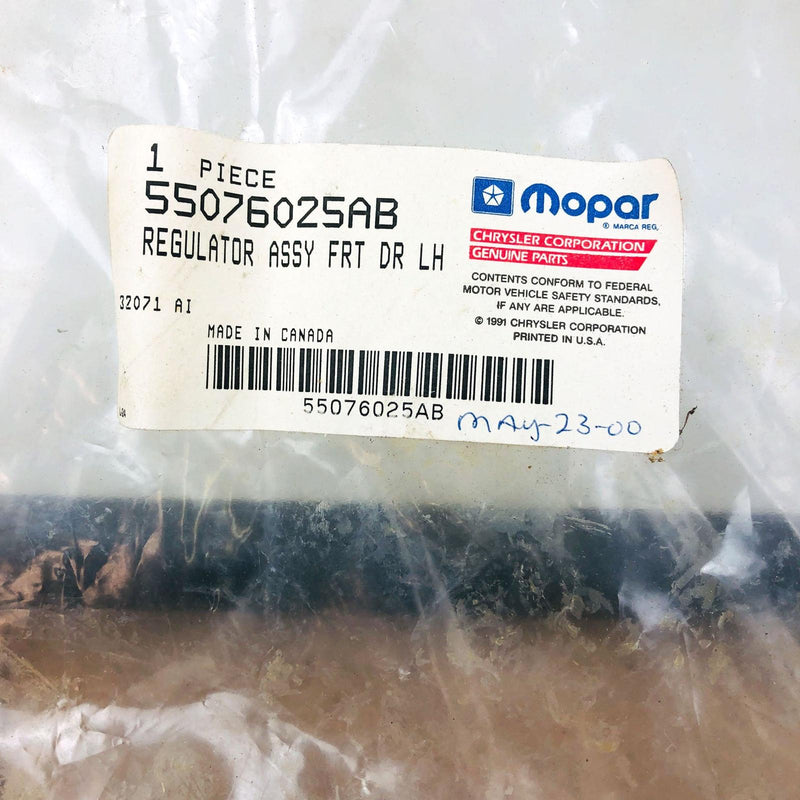 1 PIECE
55076025AB
REGULATOR ASSY FRT DR LH
32071 AI
MADE IN CANADA
55076025AB
MAY-23-00
Mopar
® MARCA REG.
CHRYSLER CORPORATION
GENUINE PARTS
CONTENTS CONFORM TO FEDERAL
MOTOR VEHICLE SAFETY STANDARDS,
IF ANY ARE APPLICABLE.
© 1991 CHRYSLER CORPORATION
PRINTED IN U.S.A.